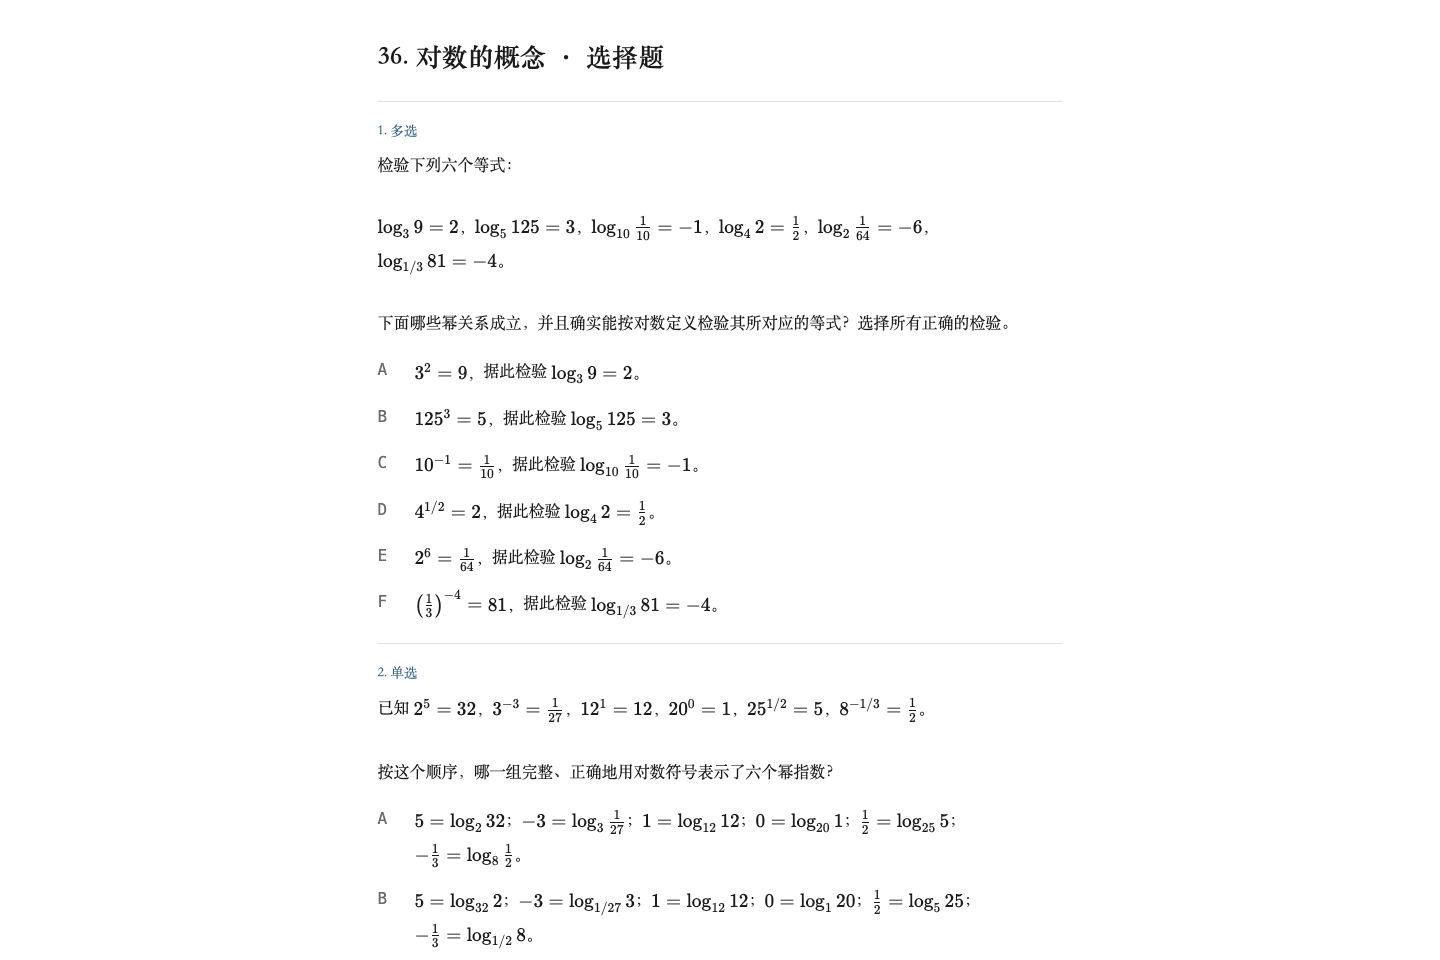 36. 对数的概念 · 选择题
1. 多选
检验下列六个等式：
log₃ 9 = 2, log₅ 125 = 3, log₁₀ 1/10 = −1, log₄ 2 = 1/2, log₂ 1/64 = −6,
log_{1/3} 81 = −4。
下面哪些幂关系成立，并且确实能按对数定义检验其所对应的等式？选择所有正确的检验。
A 3² = 9，据此检验 log₃ 9 = 2。
B 125³ = 5，据此检验 log₅ 125 = 3。
C 10⁻¹ = 1/10，据此检验 log₁₀ 1/10 = −1。
D 4^{1/2} = 2，据此检验 log₄ 2 = 1/2。
E 2⁶ = 1/64，据此检验 log₂ 1/64 = −6。
F (1/3)⁻⁴ = 81，据此检验 log_{1/3} 81 = −4。
2. 单选
已知 2⁵ = 32，3⁻³ = 1/27，12¹ = 12，20⁰ = 1，25^{1/2} = 5，8^{−1/3} = 1/2。
按这个顺序，哪一组完整、正确地用对数符号表示了六个幂指数？
A 5 = log₂ 32；−3 = log₃ 1/27；1 = log₁₂ 12；0 = log₂₀ 1；1/2 = log₂₅ 5；
−1/3 = log₈ 1/2。
B 5 = log₃₂ 2；−3 = log_{1/27} 3；1 = log₁₂ 12；0 = log₁ 20；1/2 = log₅ 25；
−1/3 = log_{1/2} 8。